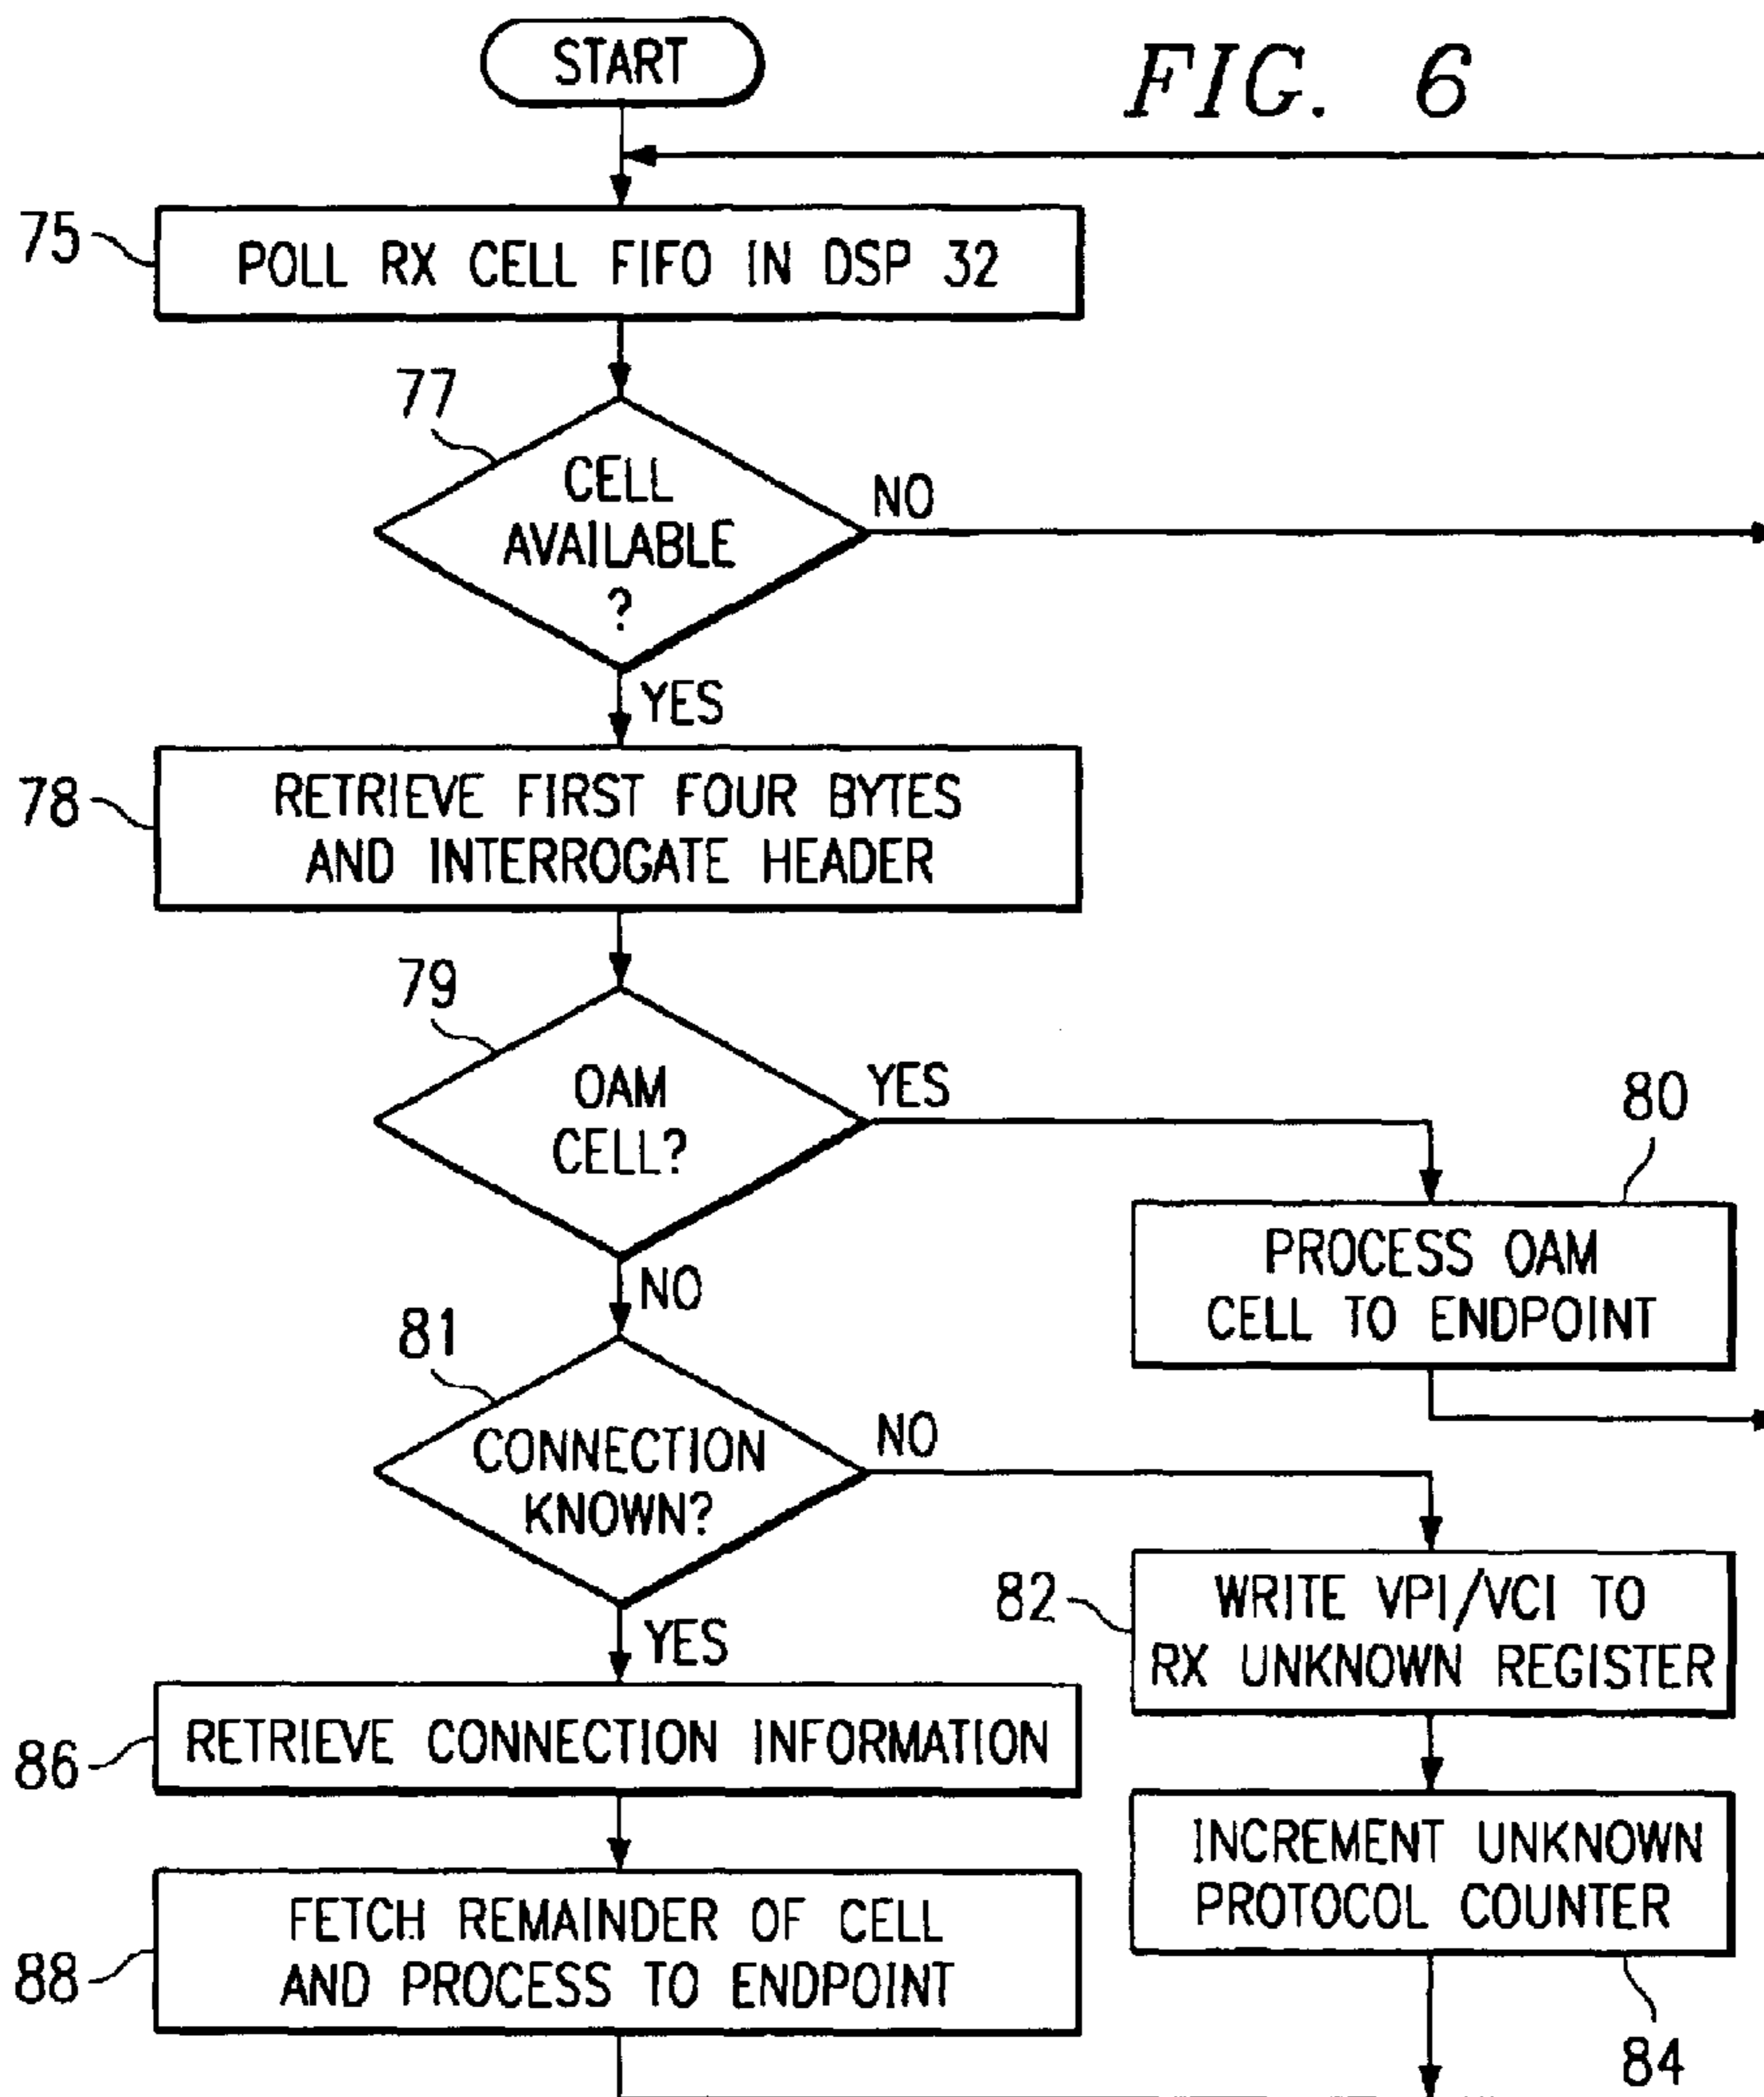 START
FIG. 6
75
POLL RX CELL FIFO IN DSP 32
77
CELL
AVAILABLE
?
NO
YES
78
RETRIEVE FIRST FOUR BYTES
AND INTERROGATE HEADER
79
OAM
CELL?
YES
80
PROCESS OAM
CELL TO ENDPOINT
NO
81
CONNECTION
KNOWN?
NO
82
WRITE VPI/VCI TO
RX UNKNOWN REGISTER
YES
86
RETRIEVE CONNECTION INFORMATION
INCREMENT UNKNOWN
PROTOCOL COUNTER
84
88
FETCH REMAINDER OF CELL
AND PROCESS TO ENDPOINT